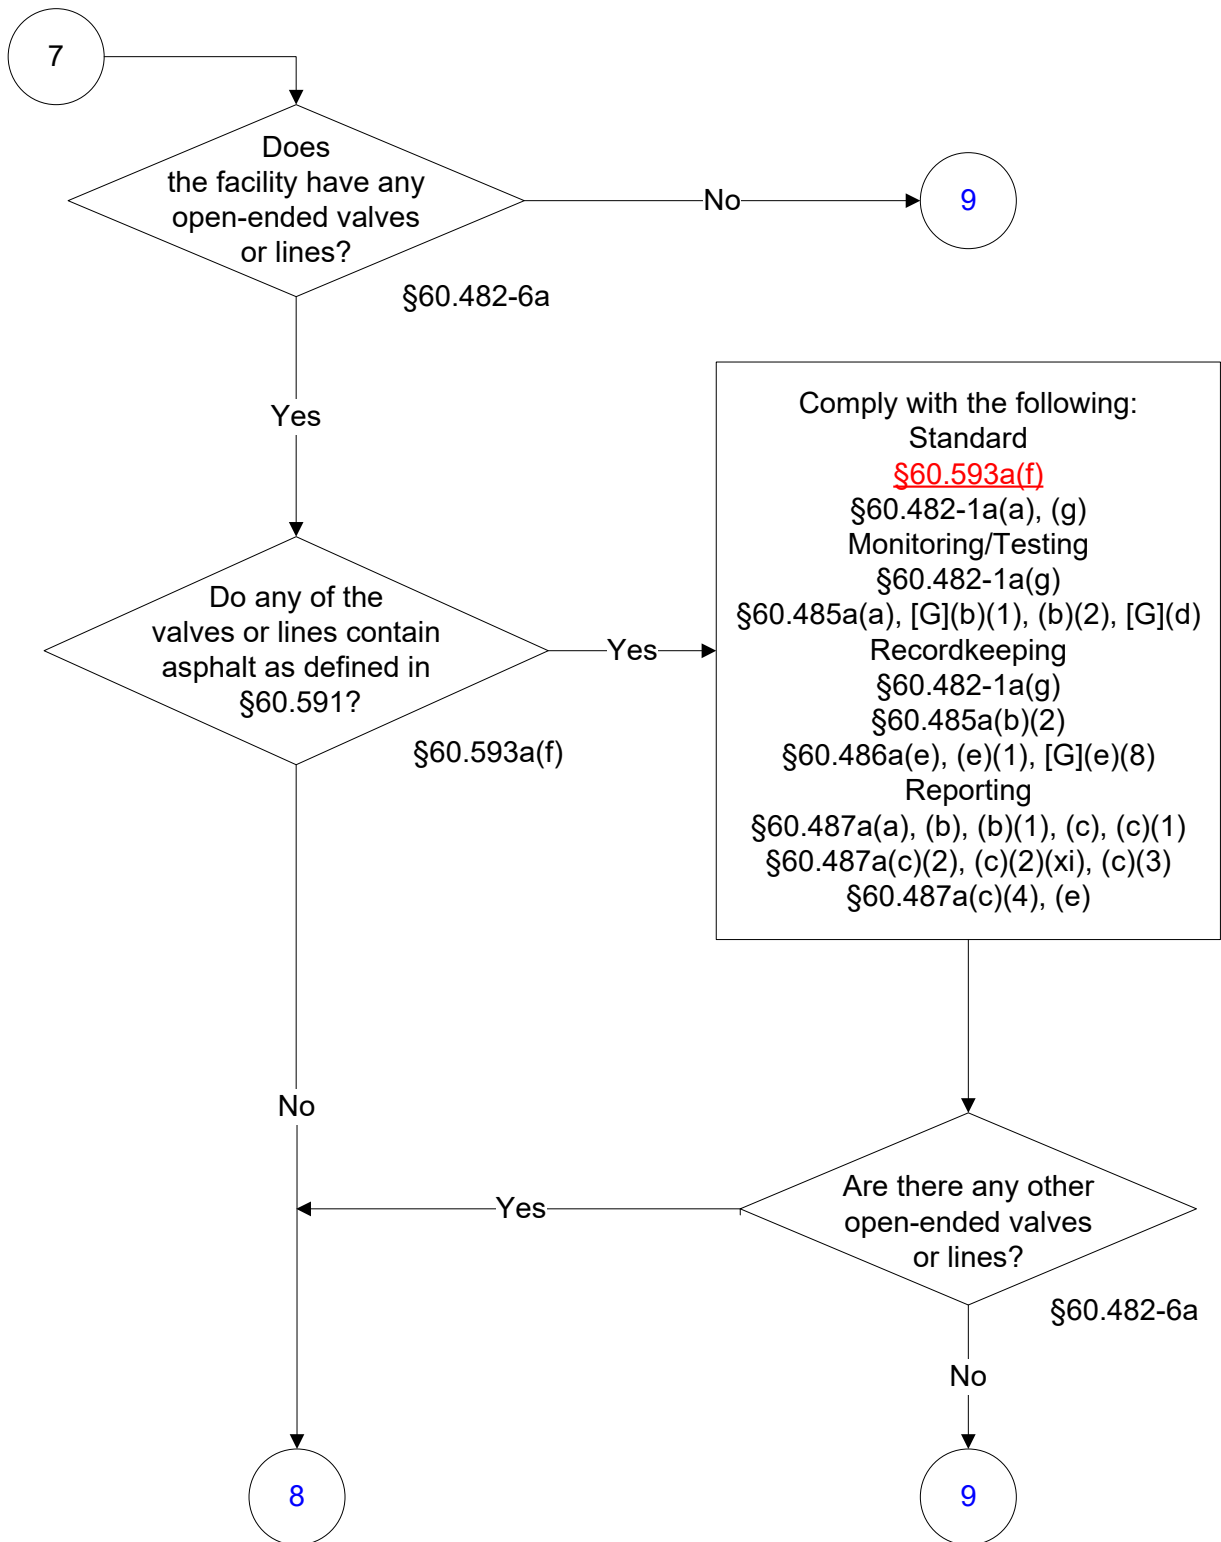 7
Does
the facility have any
open-ended valves
or lines?
No
9
§60.482-6a
Yes
Comply with the following:
Standard
§60.593a(f)
§60.482-1a(a), (g)
Monitoring/Testing
§60.482-1a(g)
§60.485a(a), [G](b)(1), (b)(2), [G](d)
Recordkeeping
§60.482-1a(g)
§60.485a(b)(2)
§60.486a(e), (e)(1), [G](e)(8)
Reporting
§60.487a(a), (b), (b)(1), (c), (c)(1)
§60.487a(c)(2), (c)(2)(xi), (c)(3)
§60.487a(c)(4), (e)
Do any of the
valves or lines contain
asphalt as defined in
§60.591?
Yes
§60.593a(f)
No
Are there any other
open-ended valves
or lines?
Yes
§60.482-6a
No
8
9